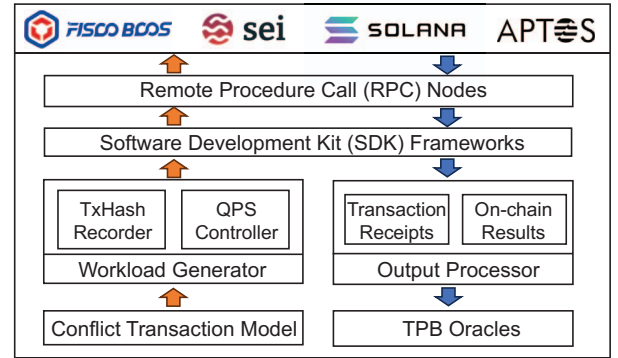 FISCO BCOS sei SOLANA APTOS
Remote Procedure Call (RPC) Nodes
Software Development Kit (SDK) Frameworks
TxHash Recorder
QPS Controller
Transaction Receipts
On-chain Results
Workload Generator
Output Processor
Conflict Transaction Model
TPB Oracles